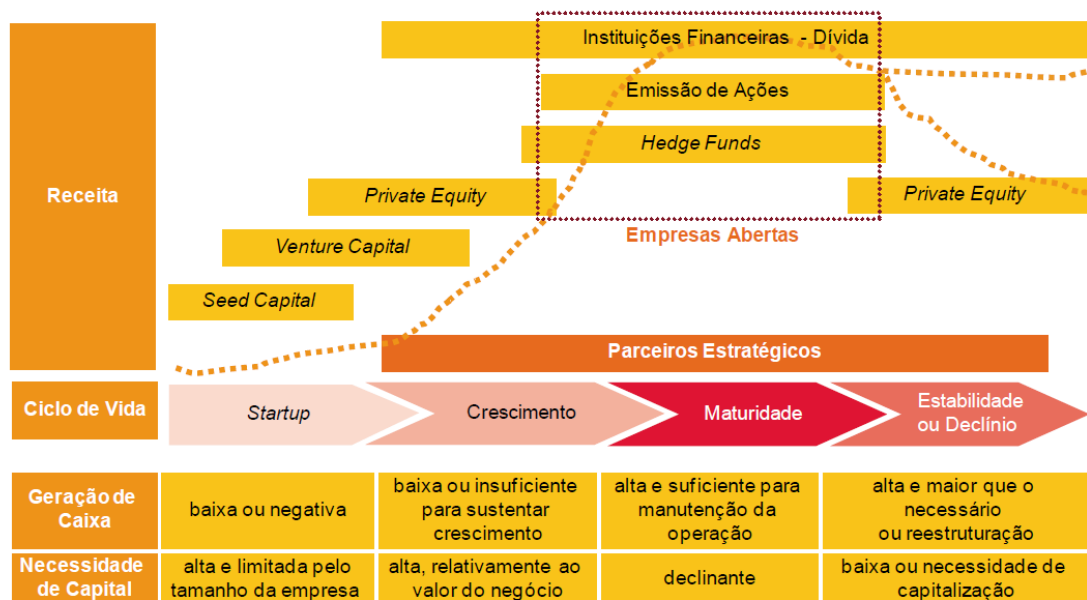 Instituições Financeiras - Dívida
Emissão de Ações
Hedge Funds
Receita
Private Equity
Private Equity
Empresas Abertas
Venture Capital
Seed Capital
Parceiros Estratégicos
Ciclo de Vida
Startup
Crescimento
Maturidade
Estabilidade
ou Declínio
Geração de
Caixa
baixa ou negativa
baixa ou insuficiente
para sustentar
crescimento
alta e suficiente para
manutenção da
operação
alta e maior que o
necessário
ou reestruturação
Necessidade
de Capital
alta e limitada pelo
tamanho da empresa
alta, relativamente ao
valor do negócio
declinante
baixa ou necessidade de
capitalização